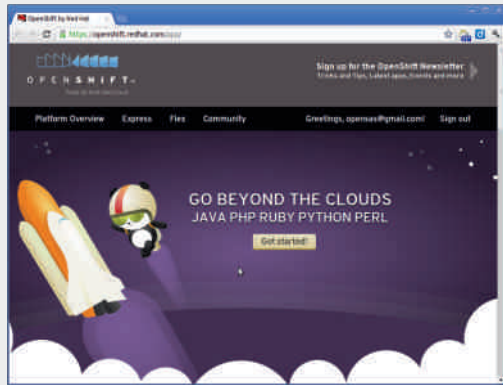 OpenShift by Red Hat
https://openshift.redhat.com/app/
OPENSHIFT
Sign up for the OpenShift Newsletter
Tricks and Tips, Latest apps, trends and more
Platform Overview Express Flex Community Greetings, opensas@gmail.com! Sign out
GO BEYOND THE CLOUDS
JAVA PHP RUBY PYTHON PERL
Get started!